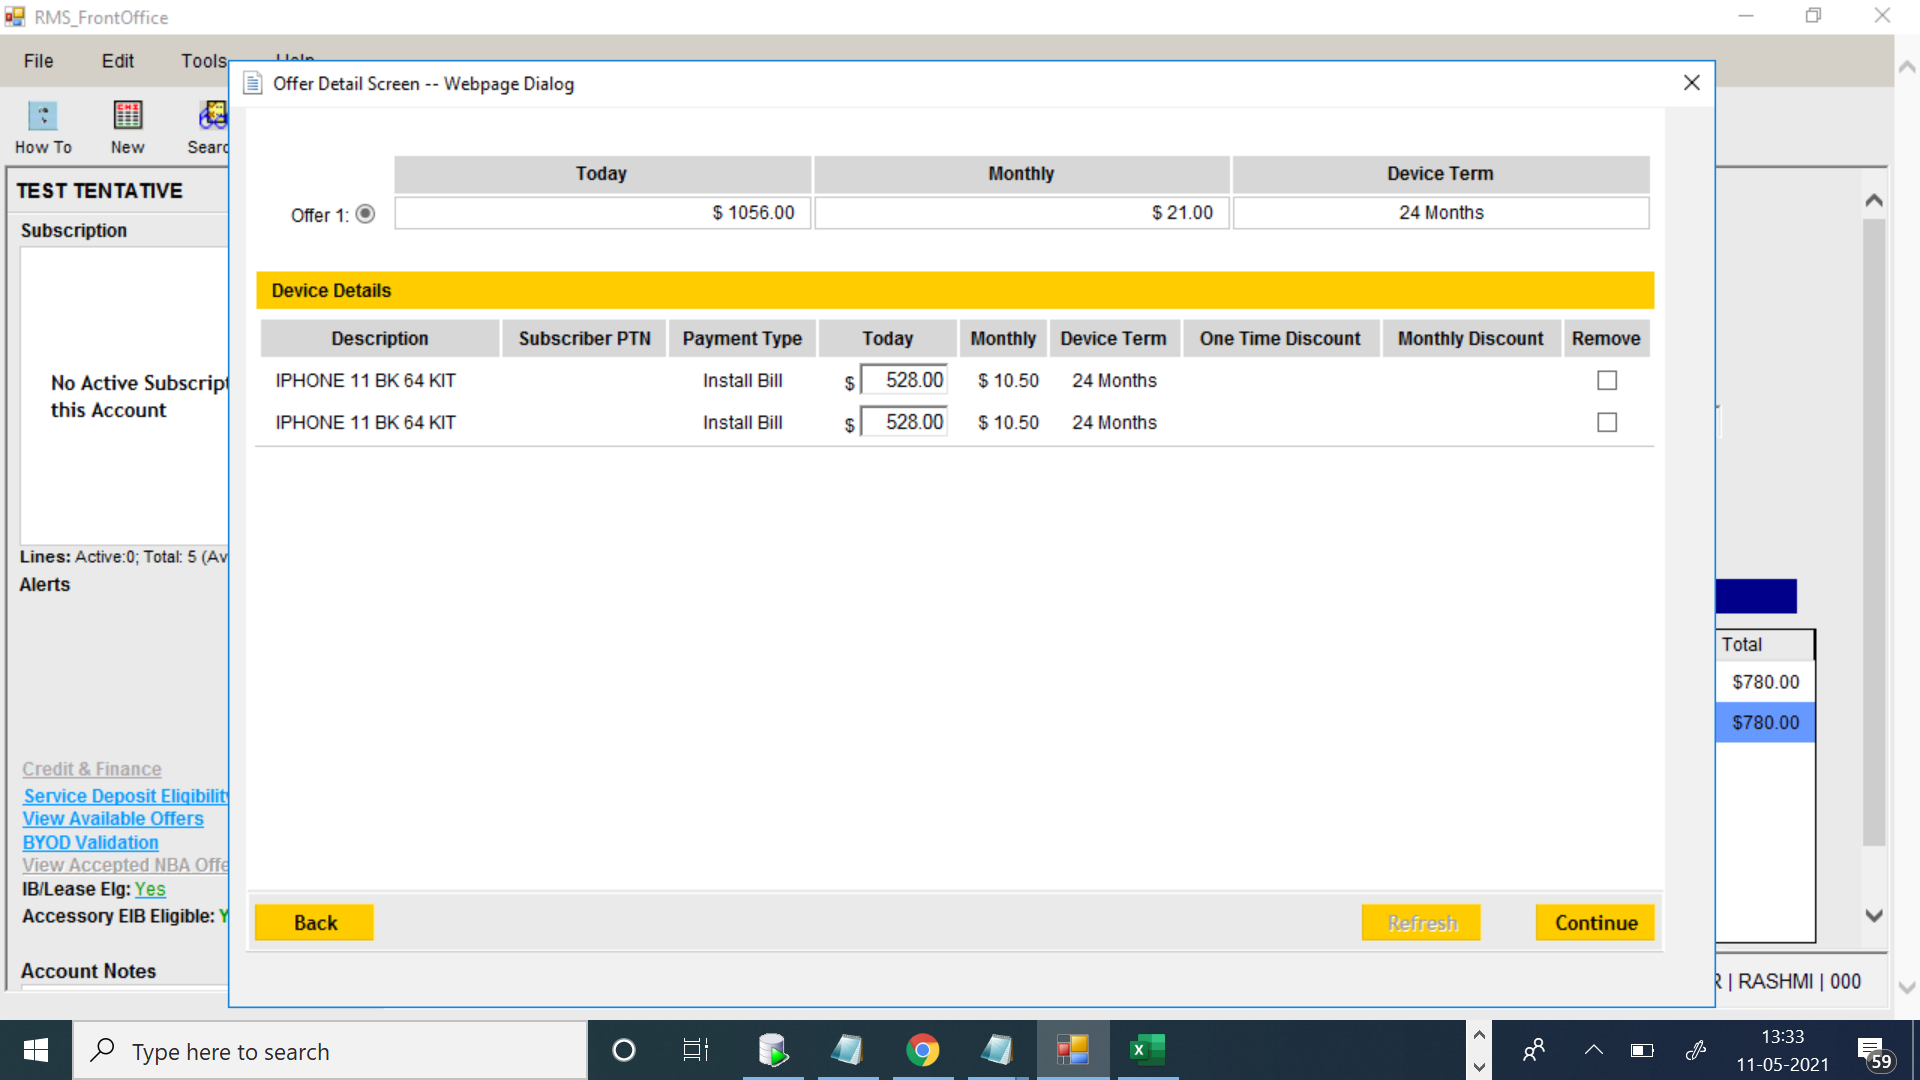 RMS_FrontOffice
File Edit Tools
Offer Detail Screen -- Webpage Dialog
How To New
TEST TENTATIVE
Subscription
No Active Subscript
this Account
Lines: Active:0; Total: 5 (Av
Alerts
Credit & Finance
Service Deposit Eligibility
View Available Offers
BYOD Validation
View Accepted NBA Offe
IB/Lease Elg: Yes
Accessory EIB Eligible: Y
Account Notes
Today Monthly Device Term
Offer 1: $ 1056.00 $ 21.00 24 Months
Device Details
Description Subscriber PTN Payment Type Today Monthly Device Term One Time Discount Monthly Discount Remove
IPHONE 11 BK 64 KIT Install Bill $ 528.00 $ 10.50 24 Months
IPHONE 11 BK 64 KIT Install Bill $ 528.00 $ 10.50 24 Months
Back Refresh Continue
Total
$780.00
$780.00
| RASHMI | 000
Type here to search
13:33
11-05-2021
59